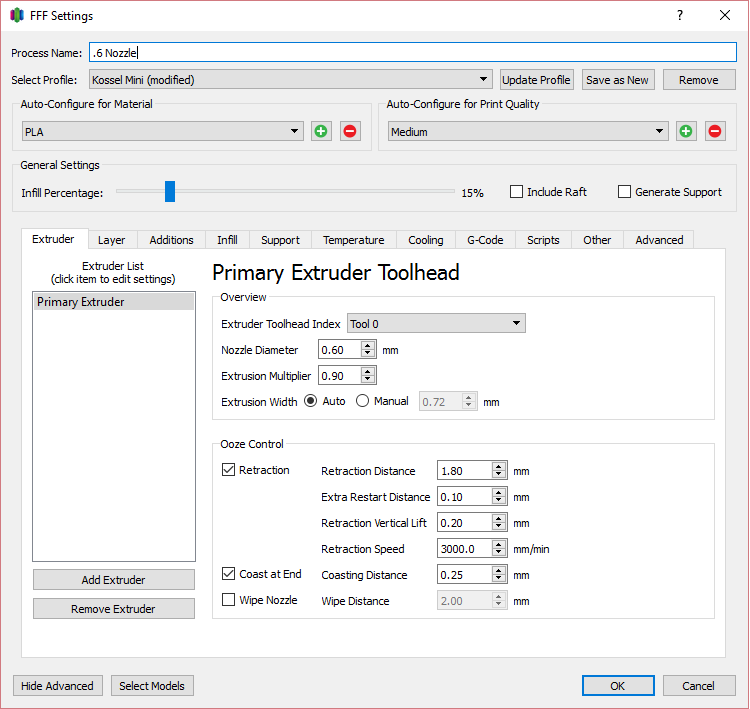 FFF Settings ?
Process Name: .6 Nozzle
Select Profile: Kossel Mini (modified) Update Profile Save as New Remove
Auto-Configure for Material Auto-Configure for Print Quality
PLA Medium
General Settings
Infill Percentage: 15% Include Raft Generate Support
Extruder Layer Additions Infill Support Temperature Cooling G-Code Scripts Other Advanced
Extruder List
(click item to edit settings)
Primary Extruder
Add Extruder
Remove Extruder
Primary Extruder Toolhead
Overview
Extruder Toolhead Index Tool 0
Nozzle Diameter 0.60 mm
Extrusion Multiplier 0.90
Extrusion Width Auto Manual 0.72 mm
Ooze Control
Retraction Retraction Distance 1.80 mm
Extra Restart Distance 0.10 mm
Retraction Vertical Lift 0.20 mm
Retraction Speed 3000.0 mm/min
Coast at End Coasting Distance 0.25 mm
Wipe Nozzle Wipe Distance 2.00 mm
Hide Advanced Select Models OK Cancel